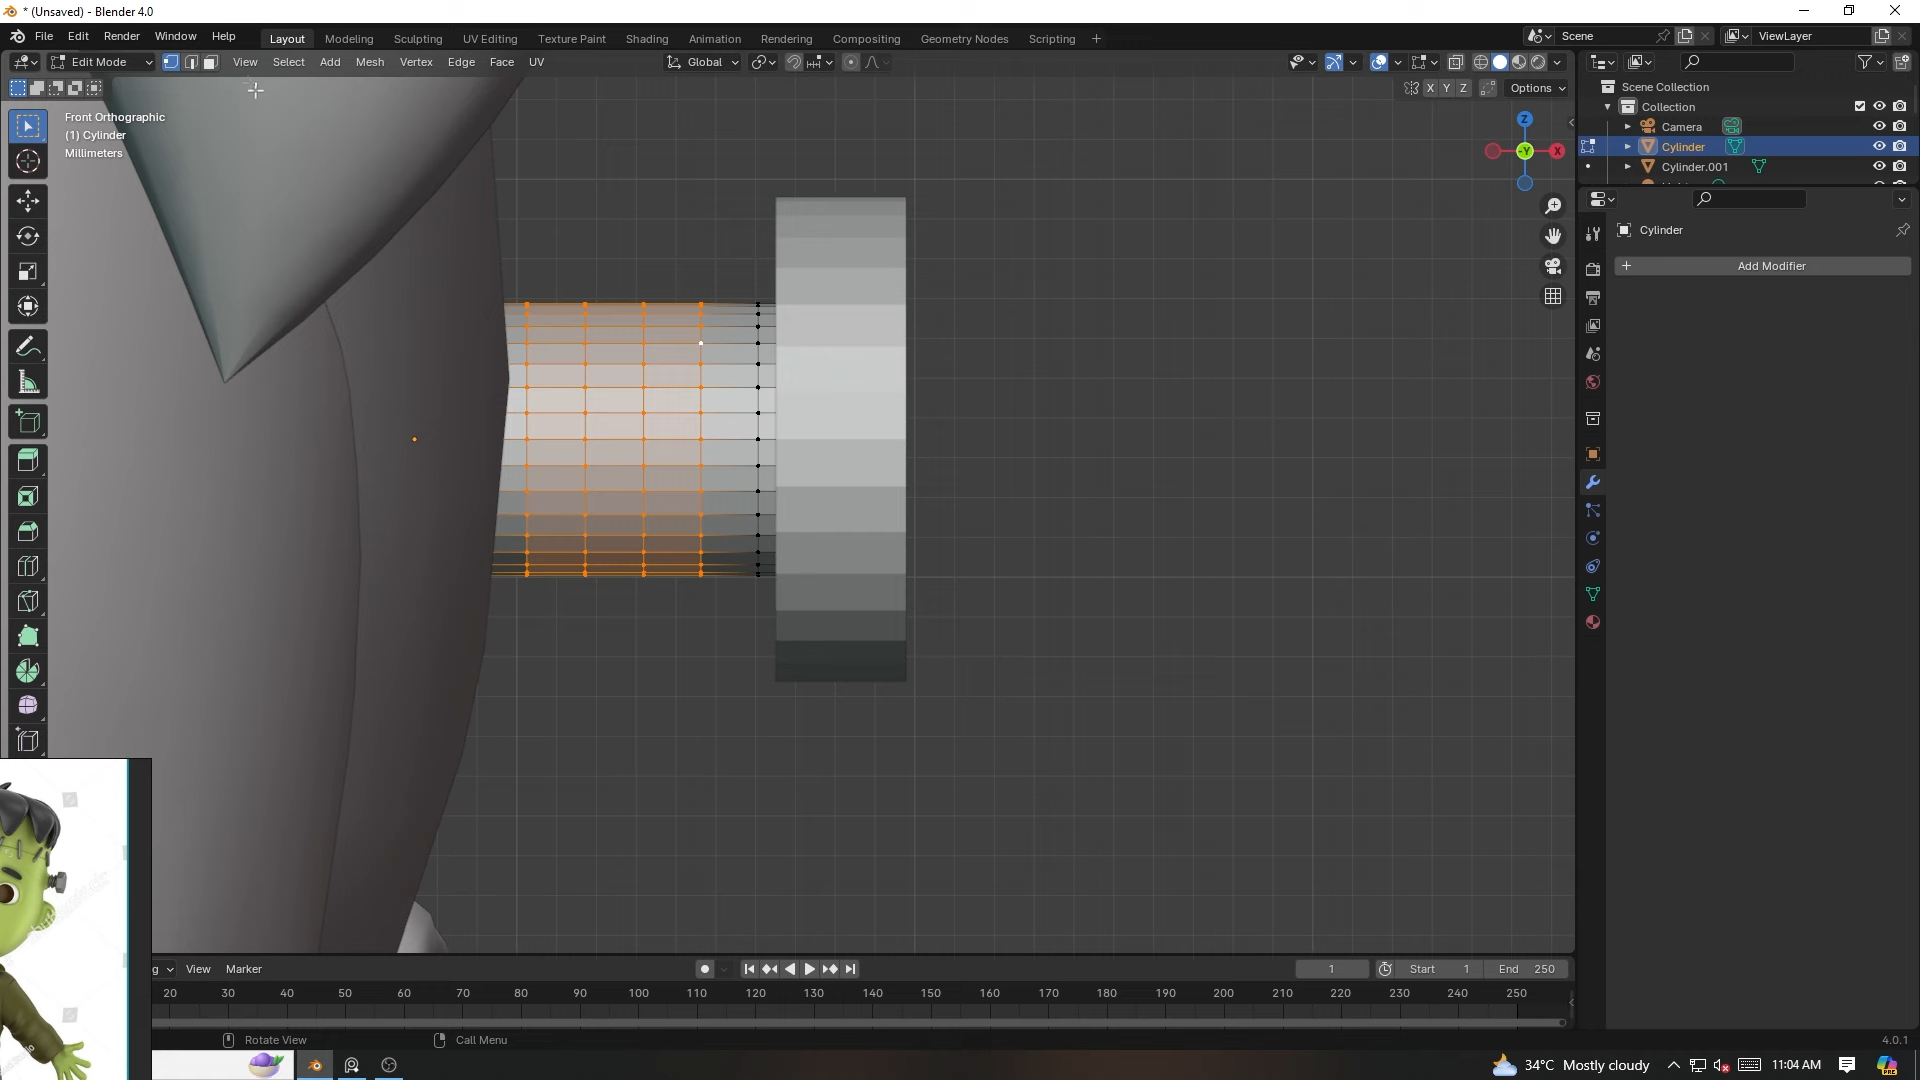 * (Unsaved) - Blender 4.0
File Edit Render Window Help
Layout Modeling Sculpting UV Editing Texture Paint Shading Animation Rendering Compositing Geometry Nodes Scripting +
Scene
ViewLayer
Edit Mode
View Select Add Mesh Vertex Edge Face UV
Global
X Y Z
Options
Front Orthographic
(1) Cylinder
Millimeters
Z
-Y
X
Scene Collection
Collection
Camera
Cylinder
Cylinder.001
Cylinder
Add Modifier
View Marker
1
Start 1
End 250
20 30 40 50 60 70 80 90 100 110 120 130 140 150 160 170 180 190 200 210 220 230 240 250
Rotate View
Call Menu
4.0.1
34°C Mostly cloudy
11:04 AM